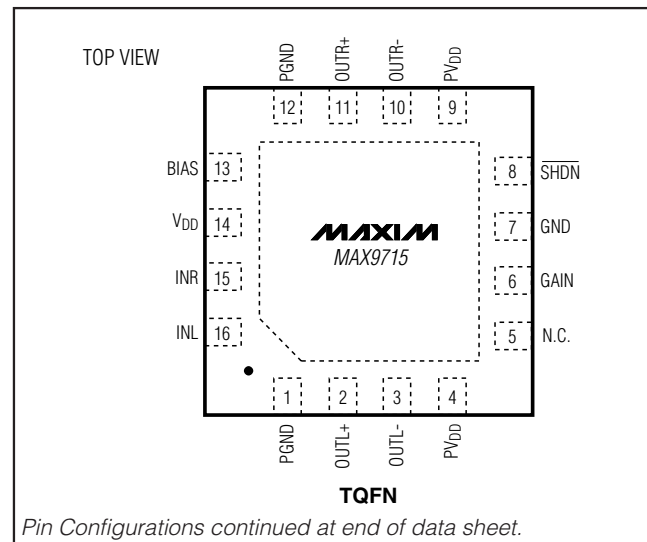 TOP VIEW
PGND
OUTR+
OUTR-
PVDD
12
11
10
9
BIAS 13
8 SHDN
VDD 14
7 GND
INR 15
6 GAIN
INL 16
5 N.C.
MAXIM
MAX9715
1
2
3
4
PGND
OUTL+
OUTL-
PVDD
TQFN
Pin Configurations continued at end of data sheet.